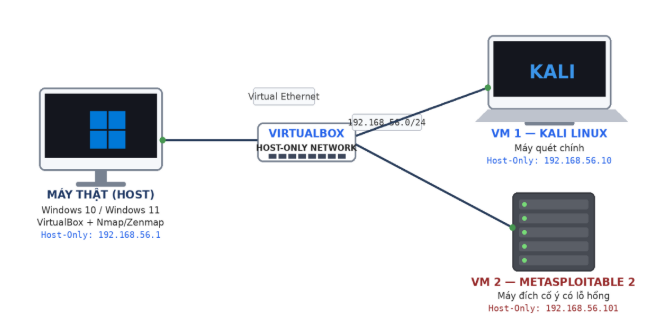 Virtual Ethernet
192.168.56.0/24
VIRTUALBOX
HOST-ONLY NETWORK
MÁY THẬT (HOST)
Windows 10 / Windows 11
VirtualBox + Nmap/Zenmap
Host-Only: 192.168.56.1
KALI
VM 1 — KALI LINUX
Máy quét chính
Host-Only: 192.168.56.10
VM 2 — METASPLOITABLE 2
Máy đích cố ý có lỗ hổng
Host-Only: 192.168.56.101